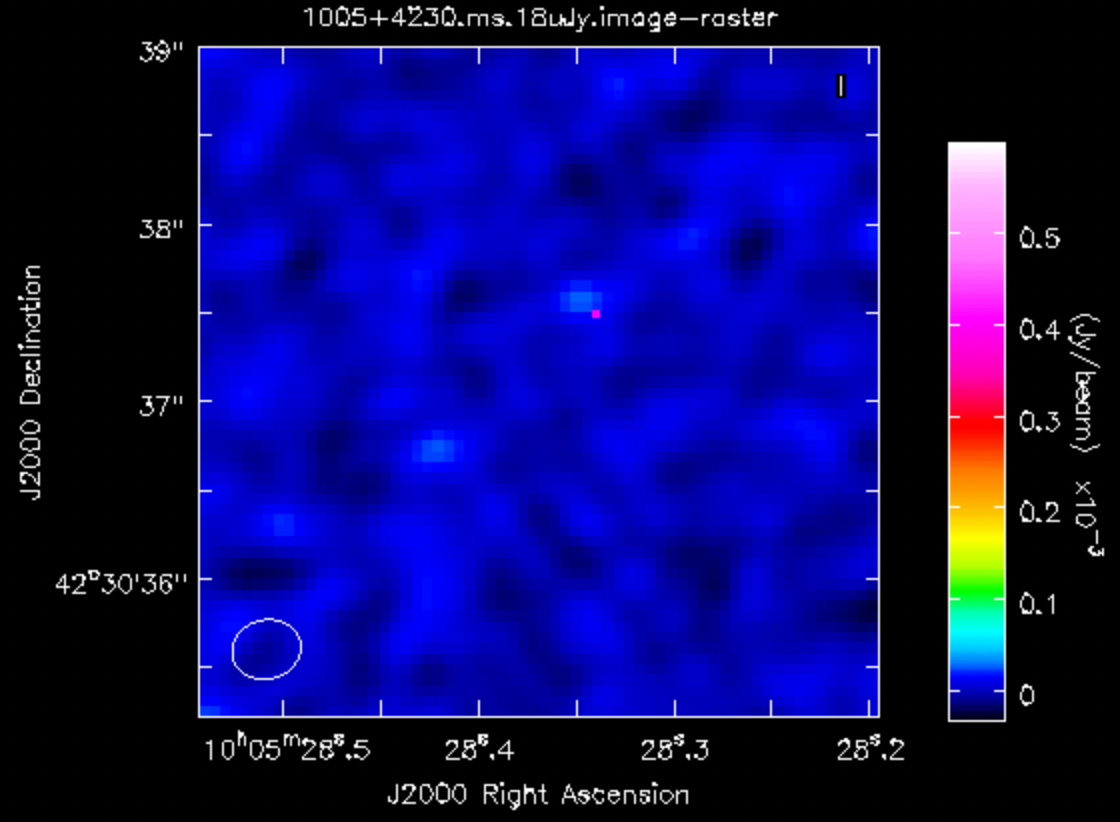 1005+4230.ms.18uJy.image-raster
39"
I
38"
37"
42°30'36"
J2000 Declination
10ʰ05ᵐ28ˢ.5
28ˢ.4
28ˢ.3
28ˢ.2
J2000 Right Ascension
0.5
0.4
0.3
0.2
0.1
0
(Jy/beam) ×10⁻³